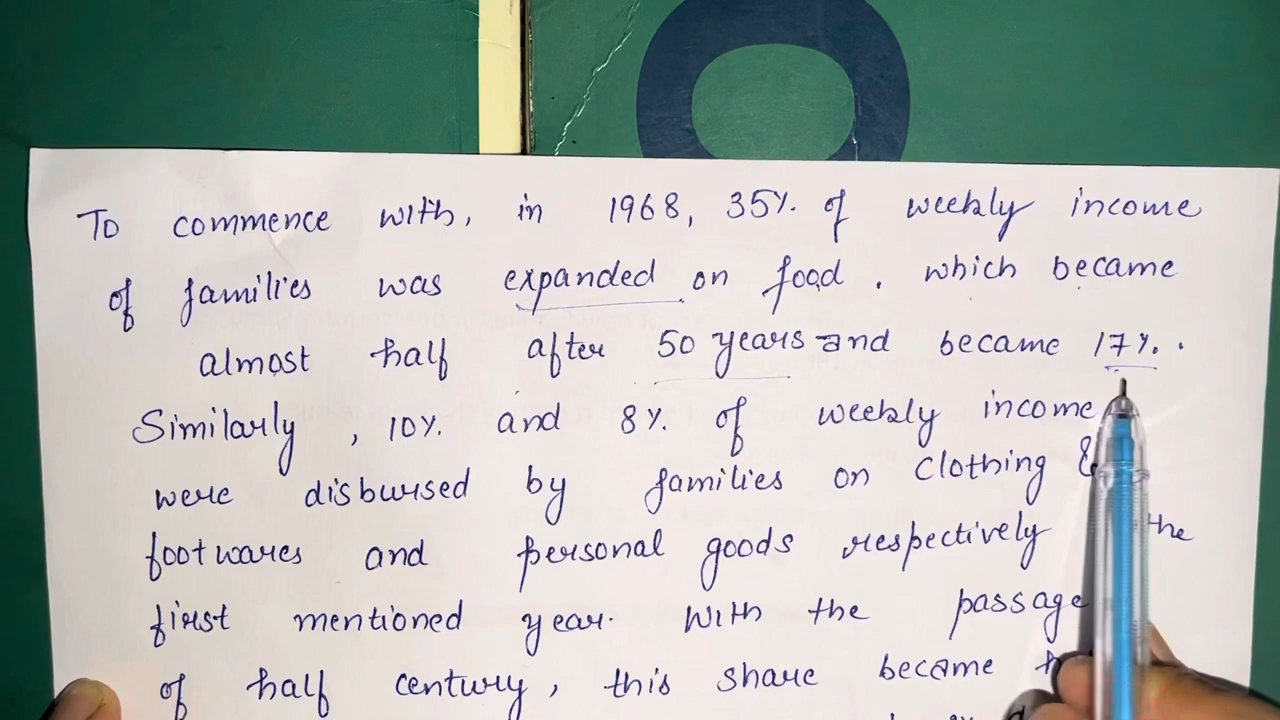 To commence with, in 1968, 35% of weekly income
of families was expanded on food. which became
almost half after 50 years and became 17%.
Similarly, 10% and 8% of weekly income
were disbursed by families on clothing &
footwares and personal goods respectively the
first mentioned year. With the passage
of half century, this share became